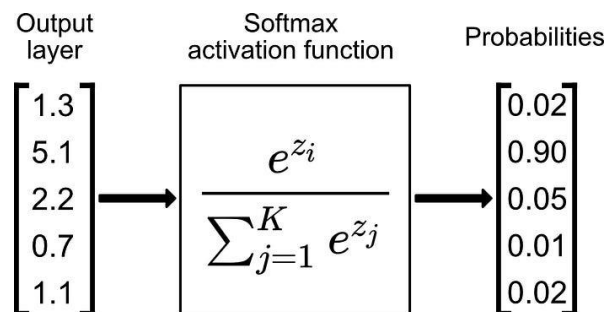 Output
layer
1.3
5.1
2.2
0.7
1.1
Softmax
activation function
e^{z_i}
∑_{j=1}^{K} e^{z_j}
Probabilities
0.02
0.90
0.05
0.01
0.02